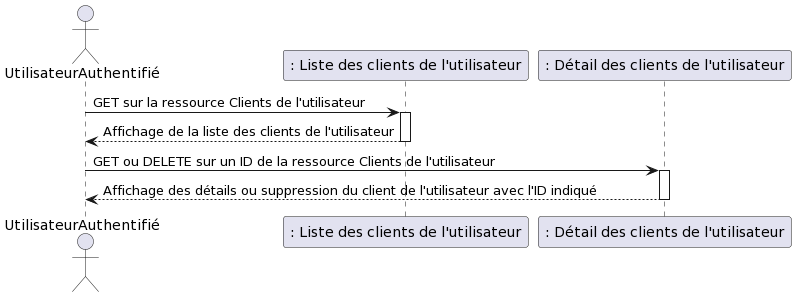 UtilisateurAuthentifié
: Liste des clients de l'utilisateur
: Détail des clients de l'utilisateur
GET sur la ressource Clients de l'utilisateur
Affichage de la liste des clients de l'utilisateur
GET ou DELETE sur un ID de la ressource Clients de l'utilisateur
Affichage des détails ou suppression du client de l'utilisateur avec l'ID indiqué
UtilisateurAuthentifié
: Liste des clients de l'utilisateur
: Détail des clients de l'utilisateur